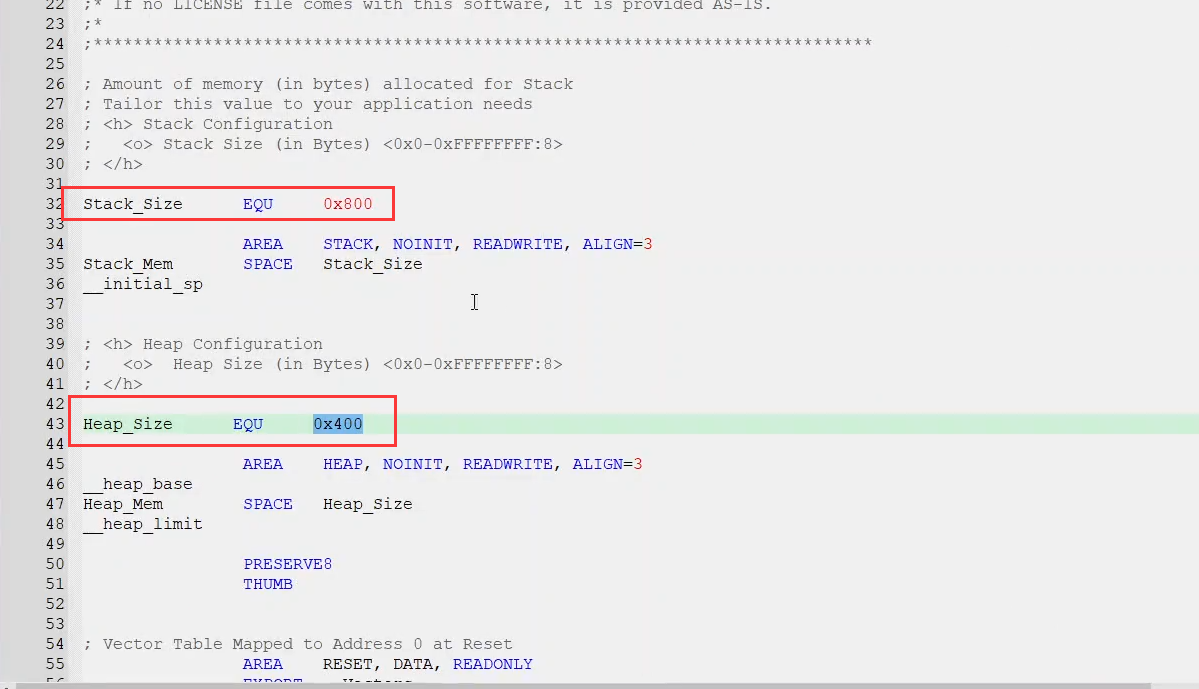 22 ;* If no LICENSE file comes with this software, it is provided AS-IS.
23 ;*
24 ;******************************************************************************
25
26 ; Amount of memory (in bytes) allocated for Stack
27 ; Tailor this value to your application needs
28 ; <h> Stack Configuration
29 ;   <o> Stack Size (in Bytes) <0x0-0xFFFFFFFF:8>
30 ; </h>
31
32 Stack_Size      EQU     0x800
33
34                 AREA    STACK, NOINIT, READWRITE, ALIGN=3
35 Stack_Mem       SPACE   Stack_Size
36 __initial_sp
37
38
39 ; <h> Heap Configuration
40 ;   <o>  Heap Size (in Bytes) <0x0-0xFFFFFFFF:8>
41 ; </h>
42
43 Heap_Size      EQU     0x400
44
45                 AREA    HEAP, NOINIT, READWRITE, ALIGN=3
46 __heap_base
47 Heap_Mem        SPACE   Heap_Size
48 __heap_limit
49
50                 PRESERVE8
51                 THUMB
52
53
54 ; Vector Table Mapped to Address 0 at Reset
55                 AREA    RESET, DATA, READONLY